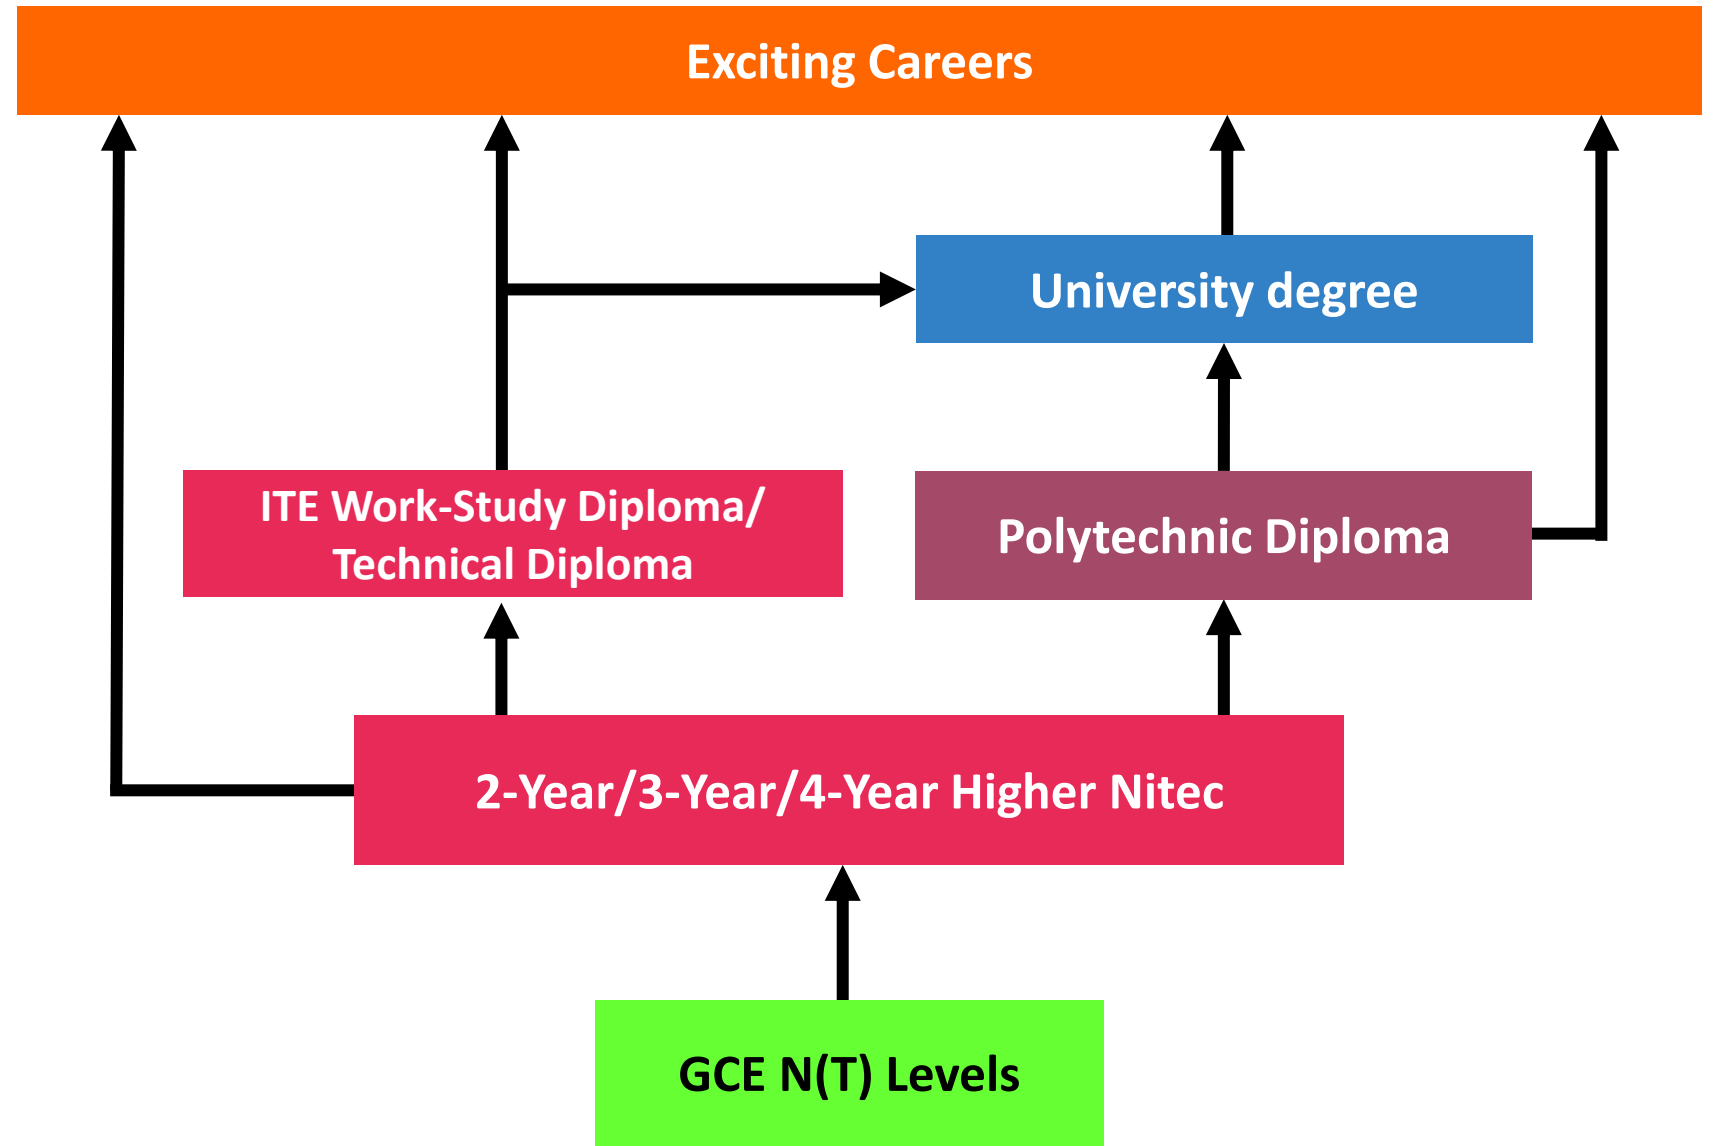 Exciting Careers
University degree
ITE Work-Study Diploma/
Technical Diploma
Polytechnic Diploma
2-Year/3-Year/4-Year Higher Nitec
GCE N(T) Levels